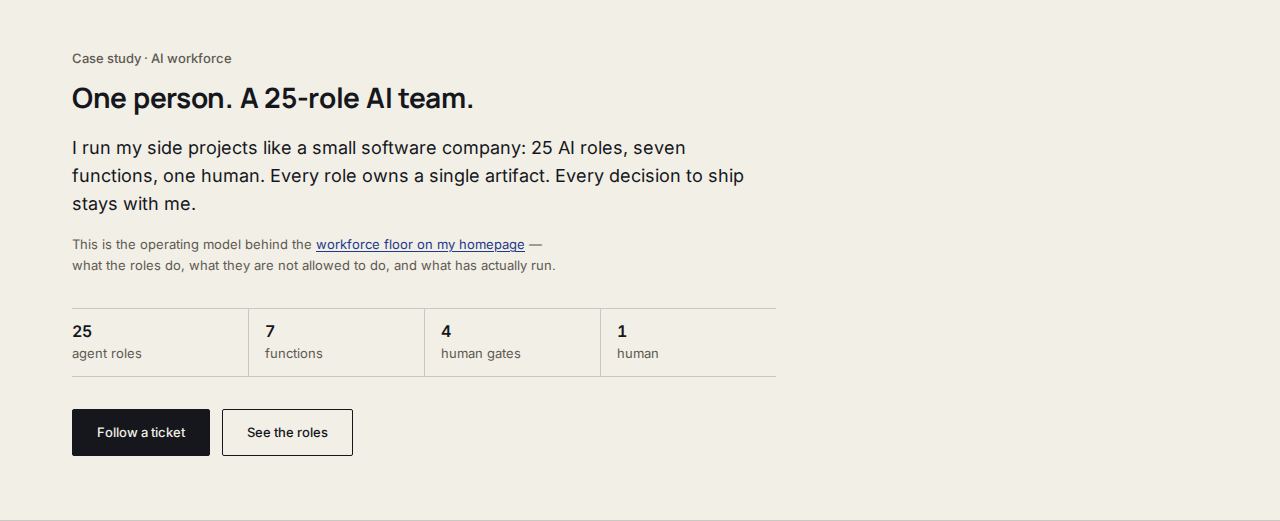 Case study · AI workforce
One person. A 25-role AI team.
I run my side projects like a small software company: 25 AI roles, seven
functions, one human. Every role owns a single artifact. Every decision to ship
stays with me.
This is the operating model behind the workforce floor on my homepage —
what the roles do, what they are not allowed to do, and what has actually run.
25
agent roles
7
functions
4
human gates
1
human
Follow a ticket
See the roles